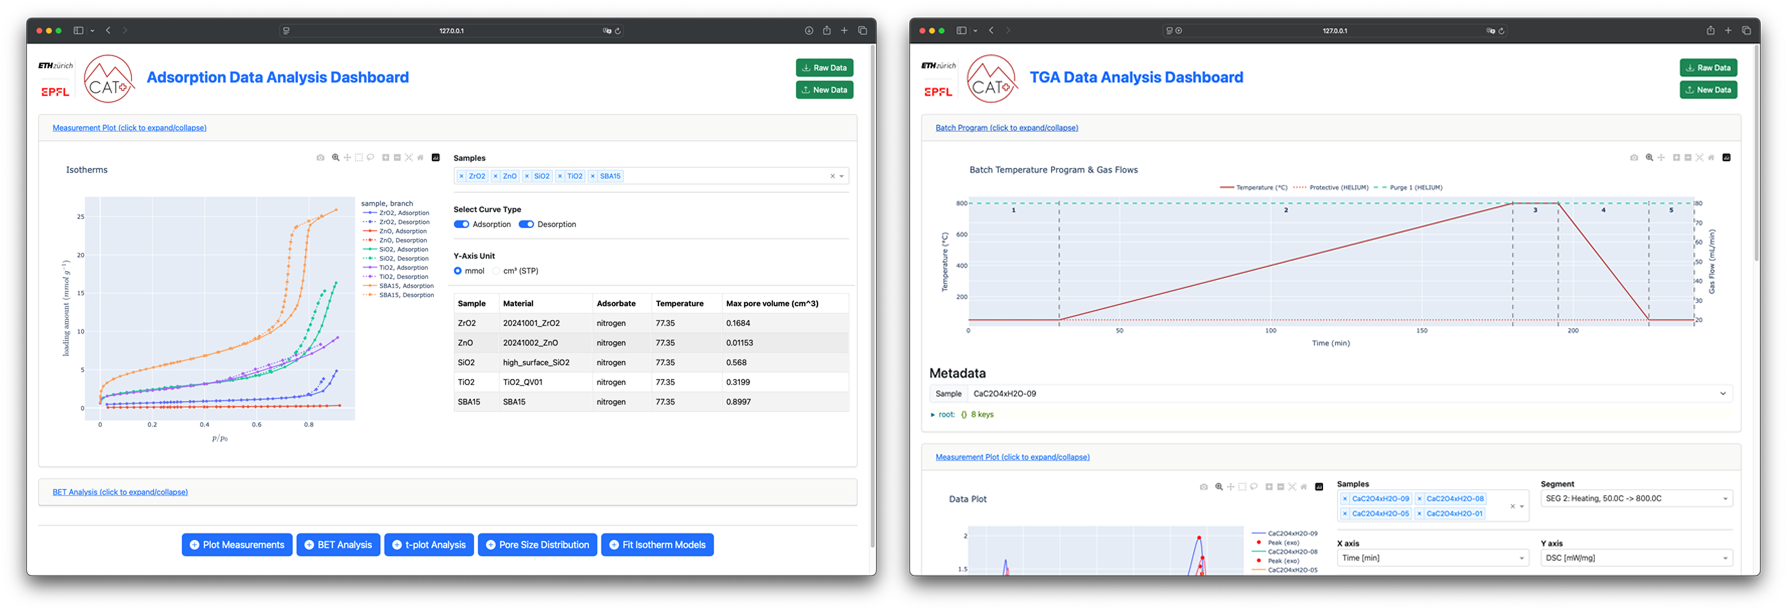 127.0.0.1
ETHzürich
EPFL
CAT+
Adsorption Data Analysis Dashboard
Raw Data
New Data
Measurement Plot (click to expand/collapse)
Isotherms
25
20
15
10
5
0
loading amount (mmol g⁻¹)
0 0.2 0.4 0.6 0.8
p/p₀
sample, branch
ZrO2, Adsorption
ZrO2, Desorption
ZnO, Adsorption
ZnO, Desorption
SiO2, Adsorption
SiO2, Desorption
TiO2, Adsorption
TiO2, Desorption
SBA15, Adsorption
SBA15, Desorption
Samples
× ZrO2 × ZnO × SiO2 × TiO2 × SBA15
Select Curve Type
Adsorption Desorption
Y-Axis Unit
mmol cm³ (STP)
Sample Material Adsorbate Temperature Max pore volume (cm^3)
ZrO2 20241001_ZrO2 nitrogen 77.35 0.1684
ZnO 20241002_ZnO nitrogen 77.35 0.01153
SiO2 high_surface_SiO2 nitrogen 77.35 0.568
TiO2 TiO2_QV01 nitrogen 77.35 0.3199
SBA15 SBA15 nitrogen 77.35 0.8997
BET Analysis (click to expand/collapse)
Plot Measurements BET Analysis t-plot Analysis Pore Size Distribution Fit Isotherm Models
127.0.0.1
ETHzürich
EPFL
CAT+
TGA Data Analysis Dashboard
Raw Data
New Data
Batch Program (click to expand/collapse)
Batch Temperature Program & Gas Flows
Temperature (°C) Protective (HELIUM) Purge 1 (HELIUM)
1 2 3 4 5
800
600
400
200
Temperature (°C)
80
70
60
50
40
30
20
Gas Flow (mL/min)
0 50 100 150 200
Time (min)
Metadata
Sample CaC2O4xH2O-09
root: {} 8 keys
Measurement Plot (click to expand/collapse)
Data Plot
2
1.5
CaC2O4xH2O-09
Peak (exo)
CaC2O4xH2O-08
Peak (exo)
CaC2O4xH2O-05
Samples
× CaC2O4xH2O-09 × CaC2O4xH2O-08
× CaC2O4xH2O-05 × CaC2O4xH2O-01
Segment
SEG 2: Heating, 50.0C -> 800.0C
X axis
Time [min]
Y axis
DSC [mW/mg]